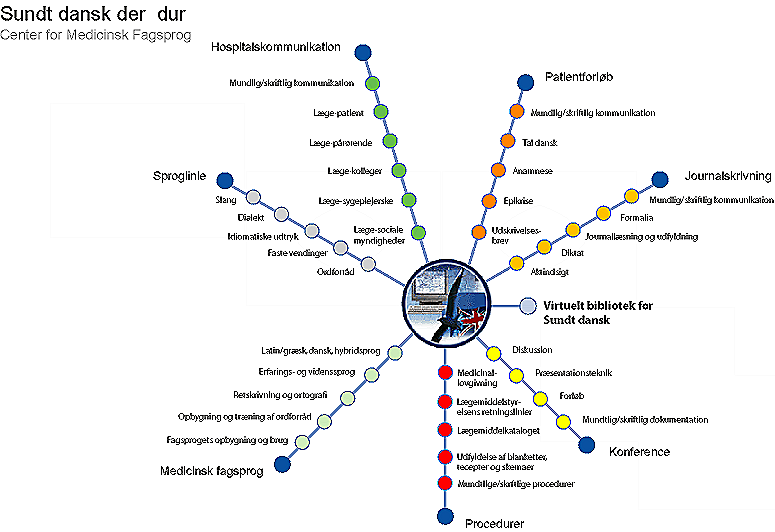 Sundt dansk der dur
Center for Medicinsk Fagsprog
Hospitalskommunikation
Mundlig/skriftlig kommunikation
Læge-patient
Læge-pårørende
Læge-kolleger
Læge-sygeplejerske
Læge-sociale
myndigheder
Patientforløb
Mundlig/skriftlig kommunikation
Tal dansk
Anamnese
Epikrise
Udskrivelses-
brev
Sproglinie
Slang
Dialekt
Idiomatiske udtryk
Faste vendinger
Ordforråd
Journalskrivning
Mundlig/skriftlig kommunikation
Formalia
Journallæsning og udfyldning
Diktat
Aktindsigt
Virtuelt bibliotek for
Sundt dansk
Latin/græsk, dansk, hybridsprog
Erfarings- og videnssprog
Retskrivning og ortografi
Opbygning og træning af ordforråd
Fagsprogets opbygning og brug
Medicinsk fagsprog
Medicinal-
lovgivning
Lægemiddelstyr-
elsens retningslinier
Lægemiddelkataloget
Udfyldelse af blanketter,
recepter og skemaer
Mundtlige/skriftlige procedurer
Procedurer
Diskussion
Præsentationsteknik
Forløb
Mundtlig/skriftlig dokumentation
Konference